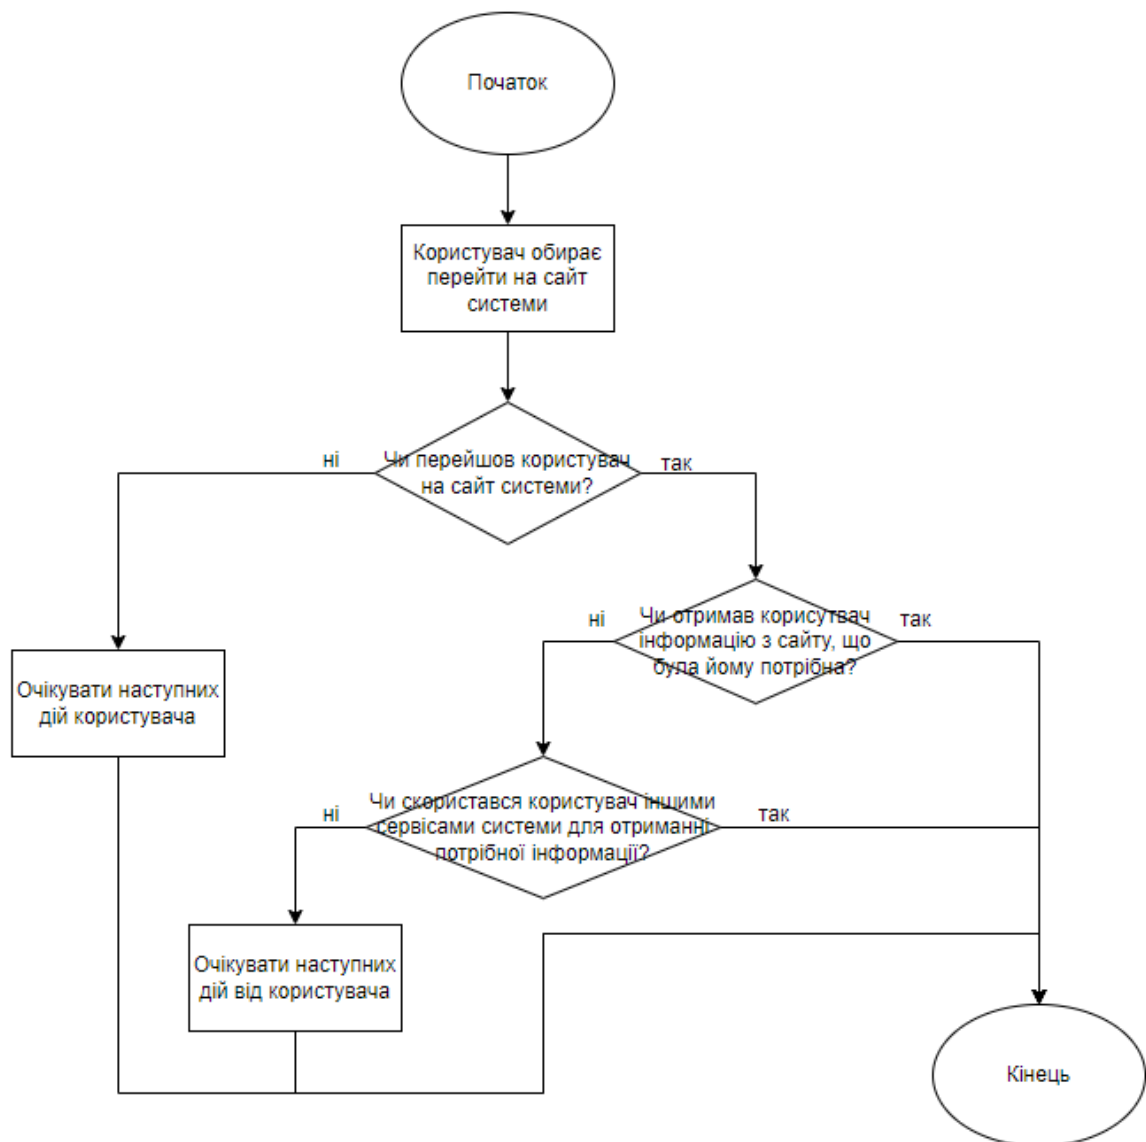 Початок
Користувач обирає
перейти на сайт
системи
ні
Чи перейшов користувач
на сайт системи?
так
ні
Чи отримав корисутвач
інформацію з сайту, що
була йому потрібна?
так
Очікувати наступних
дій користувача
ні
Чи скористався користувач іншими
сервісами системи для отриманні
потрібної інформації?
так
Очікувати наступних
дій від користувача
Кінець